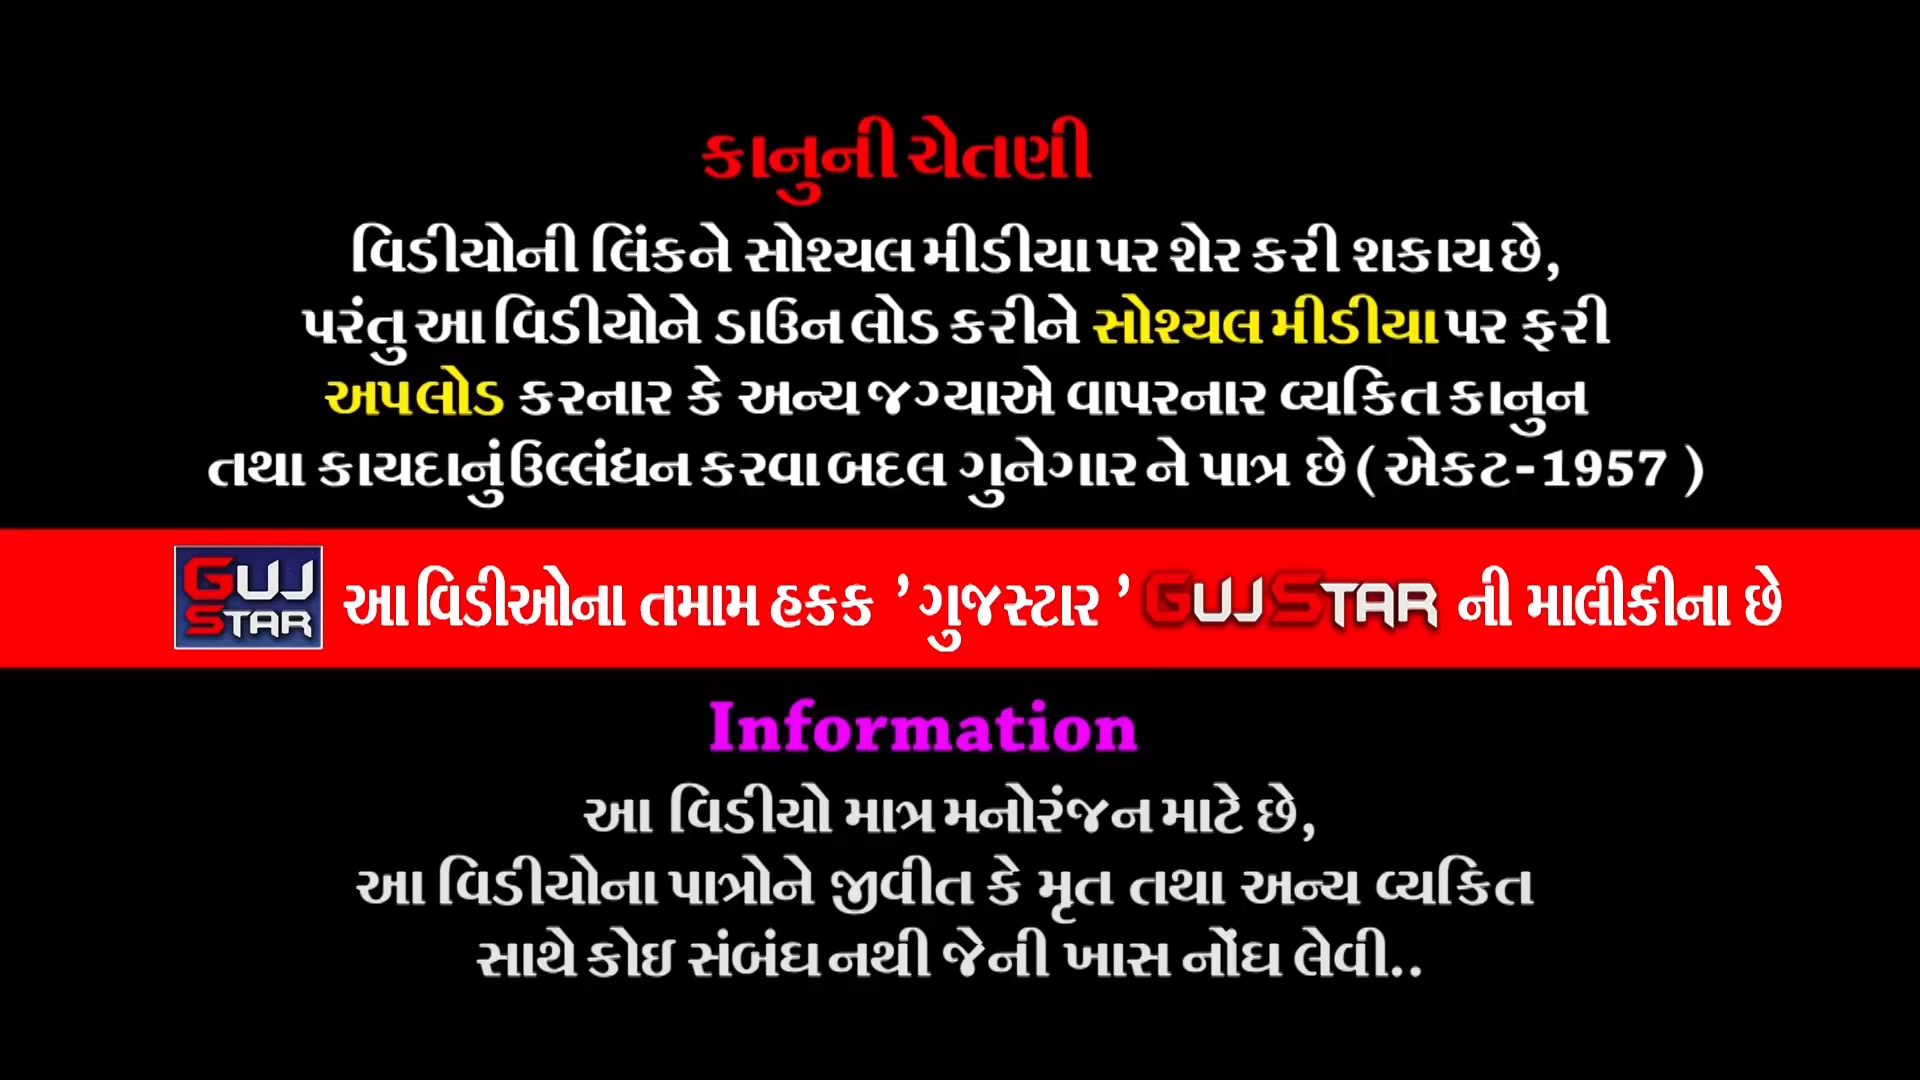 કાનુની ચેતણી
વિડીયોની લિંકને સોશ્યલ મીડીયા પર શેર કરી શકાય છે,
પરંતુ આ વિડીયોને ડાઉન લોડ કરીને સોશ્યલ મીડીયા પર ફરી
અપલોડ કરનાર કે અન્ય જગ્યાએ વાપરનાર વ્યકિત કાનુન
તથા કાયદાનું ઉલ્લંઘન કરવા બદલ ગુનેગાર ને પાત્ર છે ( એકટ-1957 )
GUJ STAR આ વિડીઓના તમામ હકક ’ ગુજસ્ટાર ’ GUJ STAR ની માલીકીના છે
Information
આ વિડીયો માત્ર મનોરંજન માટે છે,
આ વિડીયોના પાત્રોને જીવીત કે મૃત તથા અન્ય વ્યકિત
સાથે કોઇ સંબંઘ નથી જેની ખાસ નોંઘ લેવી..